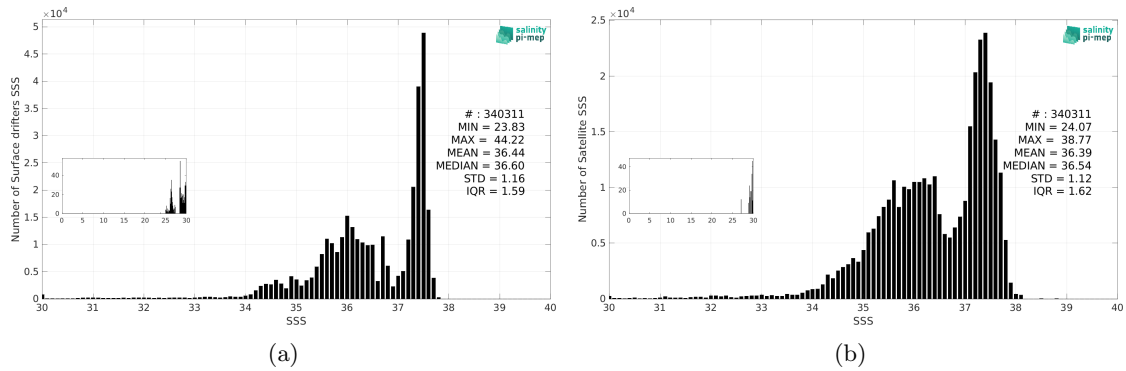 ×10^4
Number of Surface drifters SSS
5
4.5
4
3.5
3
2.5
2
1.5
1
0.5
0
salinity
pi-mep
# : 340311
MIN = 23.83
MAX = 44.22
MEAN = 36.44
MEDIAN = 36.60
STD = 1.16
IQR = 1.59
40
20
0
0 5 10 15 20 25 30
30 31 32 33 34 35 36 37 38 39 40
SSS
(a)
×10^4
Number of Satellite SSS
2.5
2
1.5
1
0.5
0
salinity
pi-mep
# : 340311
MIN = 24.07
MAX = 38.77
MEAN = 36.39
MEDIAN = 36.54
STD = 1.12
IQR = 1.62
40
20
0
0 5 10 15 20 25 30
30 31 32 33 34 35 36 37 38 39 40
SSS
(b)